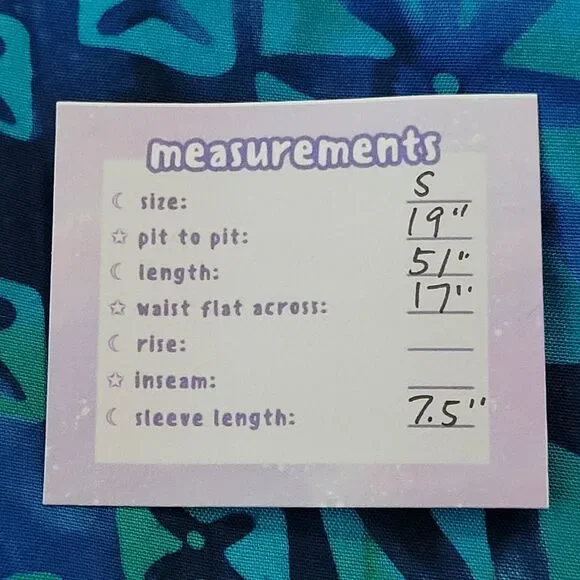 measurements
size: S
pit to pit: 19"
length: 51"
waist flat across: 17"
rise:
inseam:
sleeve length: 7.5"